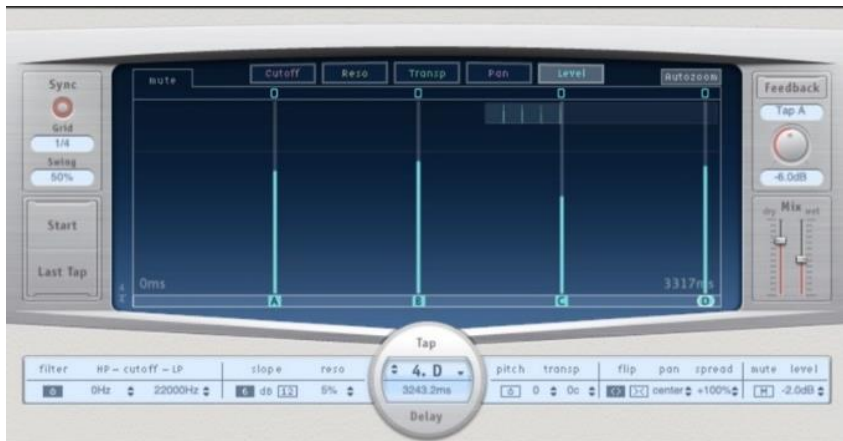 Sync
Grid
1/4
Swing
50%
Start
Last Tap
mute
Cutoff Reso Transp Pan Level
Autozoom
0ms
3317ms
A B C D
Feedback
Tap A
-6.0dB
Mix
dry wet
Tap
4. D
3243.2ms
Delay
filter HP – cutoff – LP slope reso
0Hz 22000Hz 6 dB 12 5%
pitch transp flip pan spread mute level
0 0c center +100% M -2.0dB